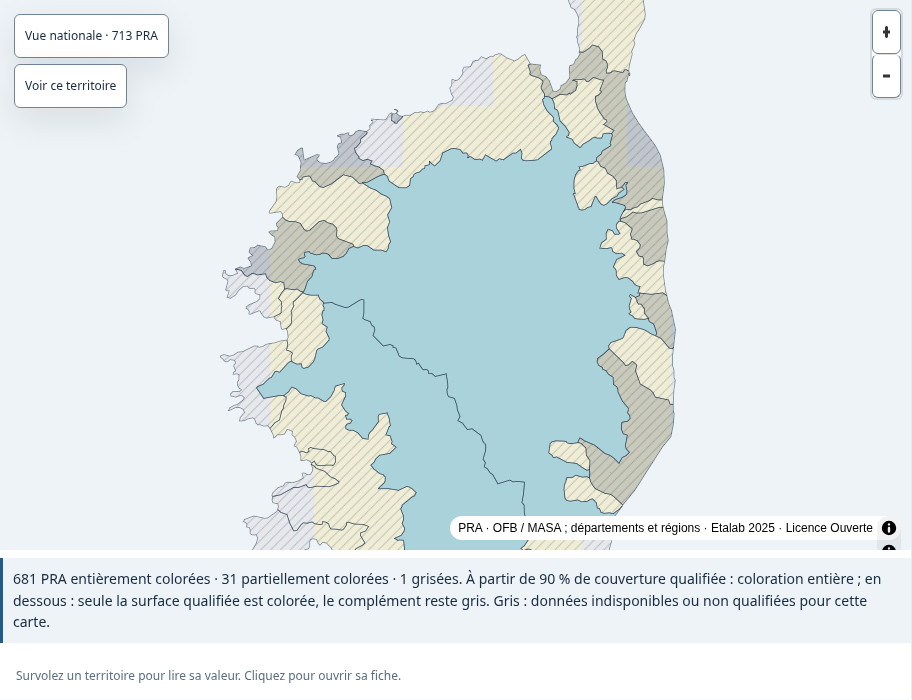 Vue nationale · 713 PRA
Voir ce territoire
+
-
PRA · OFB / MASA ; départements et régions · Etalab 2025 · Licence Ouverte
681 PRA entièrement colorées · 31 partiellement colorées · 1 grisées. À partir de 90 % de couverture qualifiée : coloration entière ; en
dessous : seule la surface qualifiée est colorée, le complément reste gris. Gris : données indisponibles ou non qualifiées pour cette
carte.
Survolez un territoire pour lire sa valeur. Cliquez pour ouvrir sa fiche.